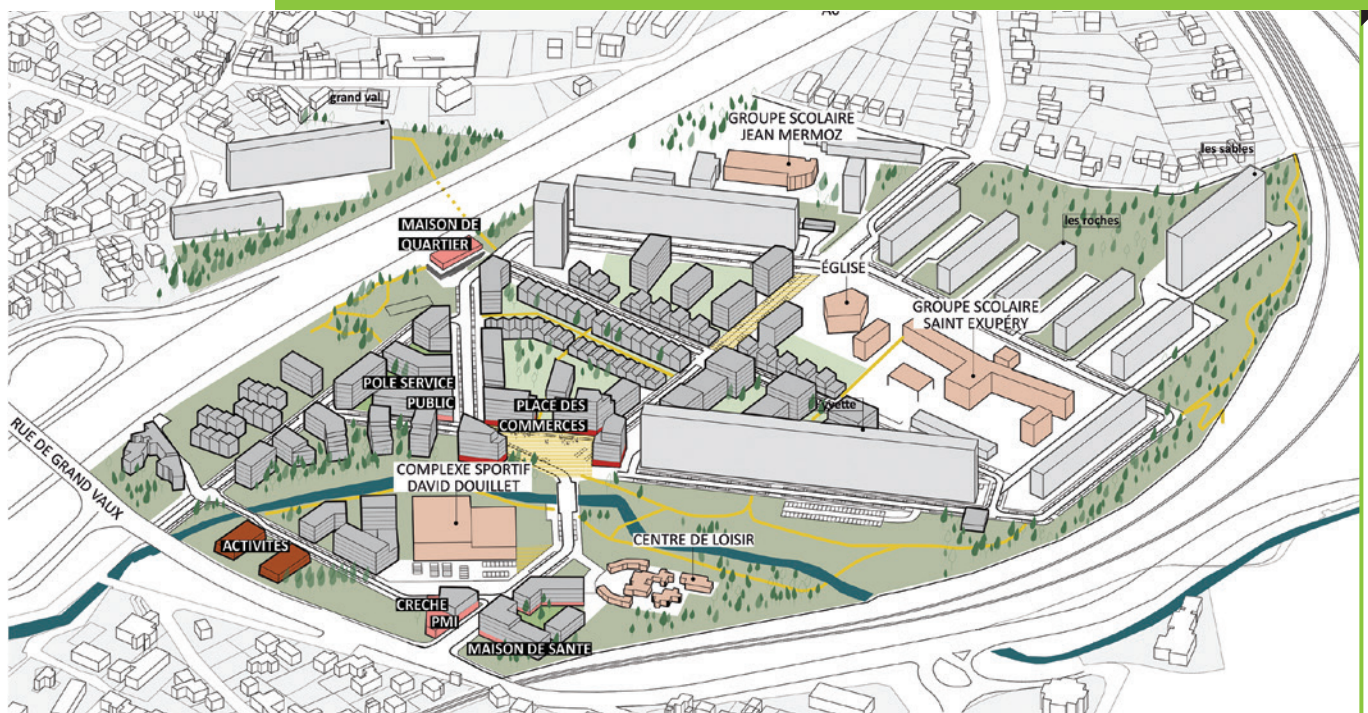 A6
grand val
GROUPE SCOLAIRE
JEAN MERMOZ
les sables
MAISON DE
QUARTIER
les roches
ÉGLISE
GROUPE SCOLAIRE
SAINT EXUPÉRY
POLE SERVICE
PUBLIC
PLACE DES
COMMERCES
yvette
RUE DE GRAND VAUX
COMPLEXE SPORTIF
DAVID DOUILLET
ACTIVITÉS
CENTRE DE LOISIR
CRECHE
PMI
MAISON DE SANTE